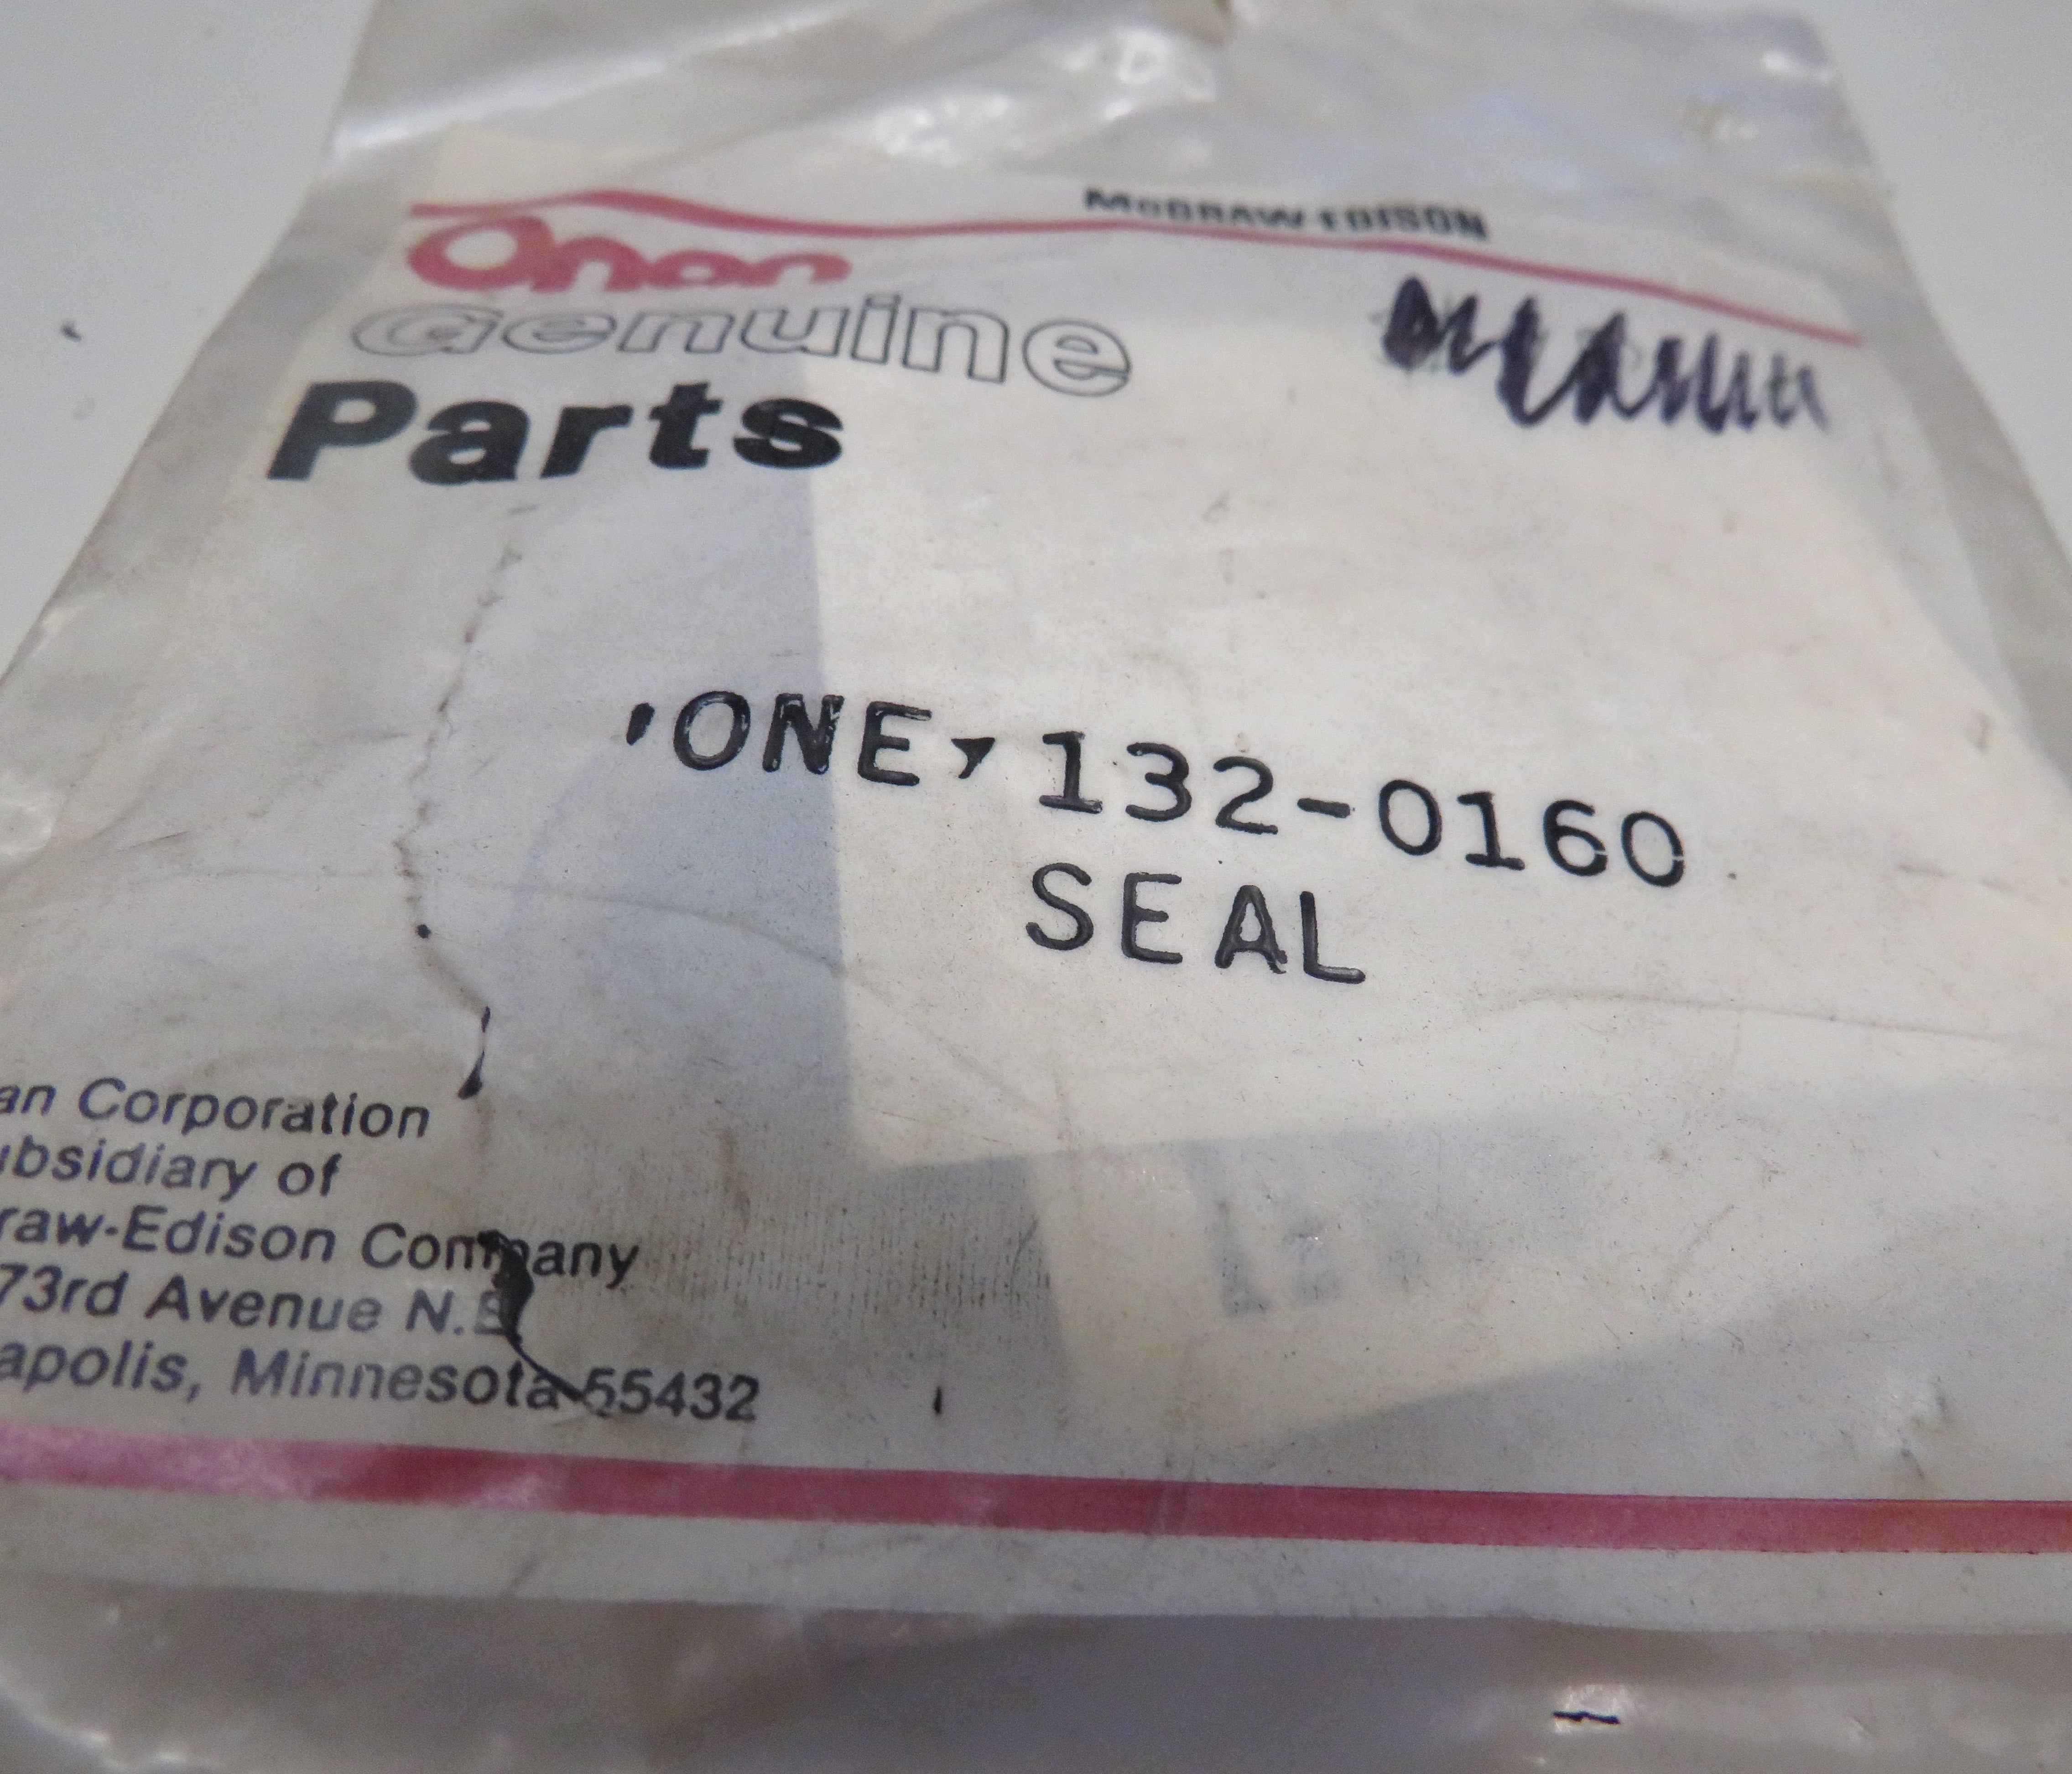 McGRAW-EDISON
Onan
Genuine
Parts
'ONE, 132-0160
SEAL
an Corporation
ubsidiary of
raw-Edison Company
73rd Avenue N.E
apolis, Minnesota 55432